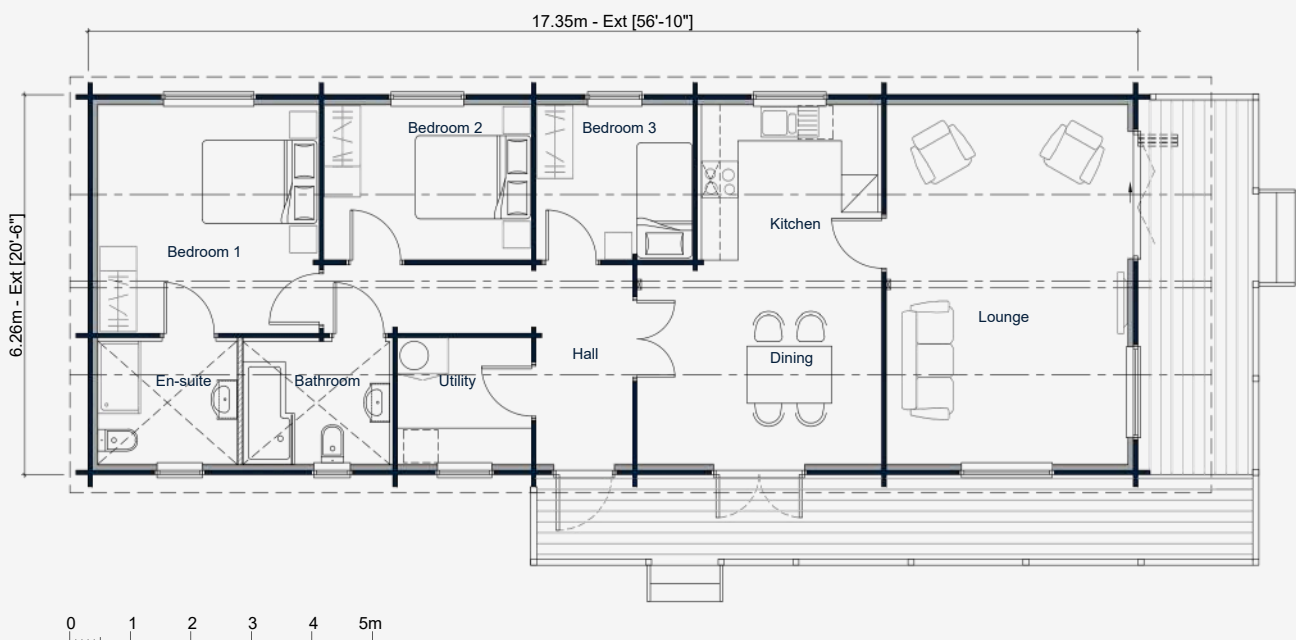 17.35m - Ext [56'-10"]
6.26m - Ext [20'-6"]
Bedroom 2
Bedroom 3
Kitchen
Bedroom 1
Lounge
Hall
Dining
En-suite
Bathroom
Utility
0 1 2 3 4 5m